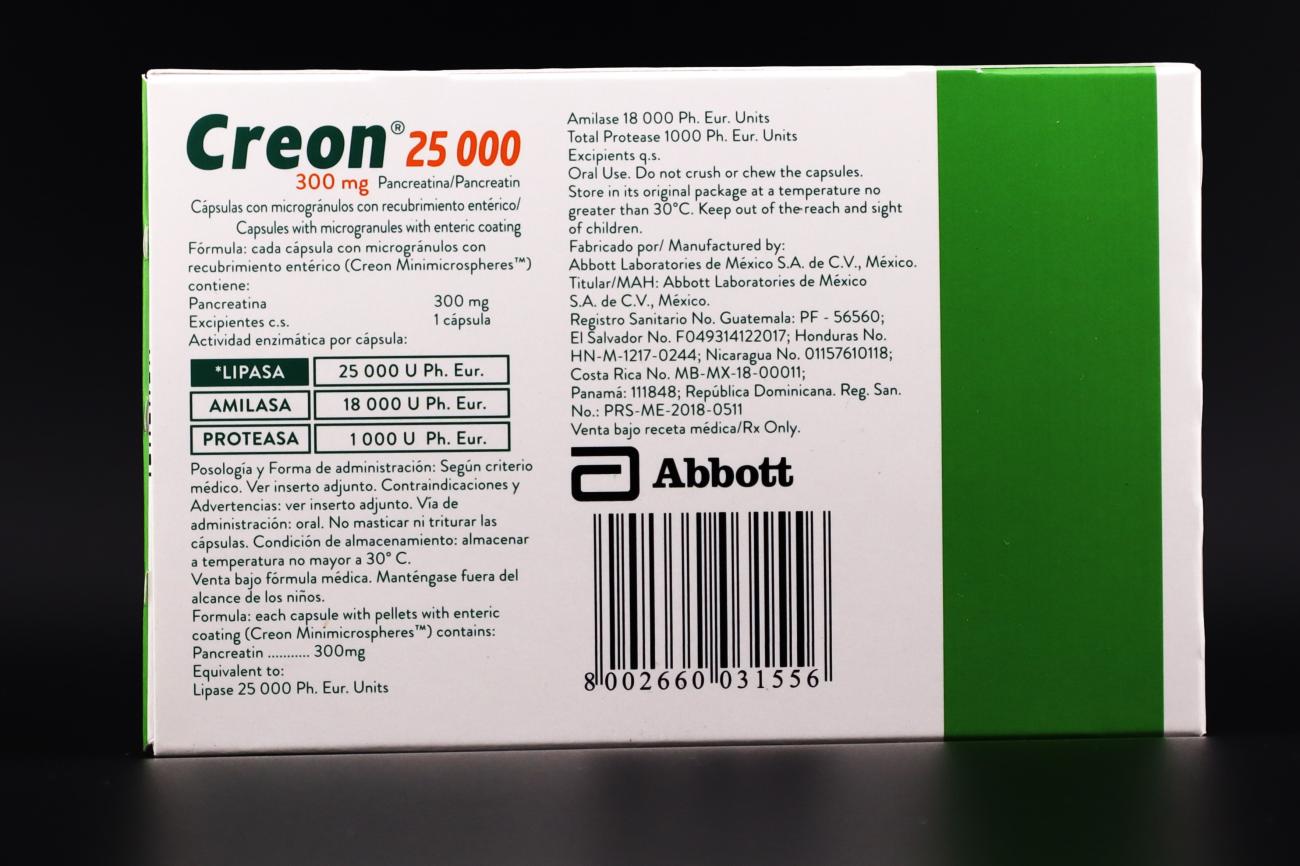 Creon® 25 000
300 mg Pancreatina/Pancreatin
Cápsulas con microgránulos con recubrimiento entérico/
Capsules with microgranules with enteric coating
Fórmula: cada cápsula con microgránulos con
recubrimiento entérico (Creon Minimicrospheres™)
contiene:
Pancreatina 300 mg
Excipientes c.s. 1 cápsula
Actividad enzimática por cápsula:
*LIPASA 25 000 U Ph. Eur.
AMILASA 18 000 U Ph. Eur.
PROTEASA 1 000 U Ph. Eur.
Posología y Forma de administración: Según criterio
médico. Ver inserto adjunto. Contraindicaciones y
Advertencias: ver inserto adjunto. Vía de
administración: oral. No masticar ni triturar las
cápsulas. Condición de almacenamiento: almacenar
a temperatura no mayor a 30° C.
Venta bajo fórmula médica. Manténgase fuera del
alcance de los niños.
Formula: each capsule with pellets with enteric
coating (Creon Minimicrospheres™) contains:
Pancreatin ........... 300mg
Equivalent to:
Lipase 25 000 Ph. Eur. Units
Amilase 18 000 Ph. Eur. Units
Total Protease 1000 Ph. Eur. Units
Excipients q.s.
Oral Use. Do not crush or chew the capsules.
Store in its original package at a temperature no
greater than 30°C. Keep out of the reach and sight
of children.
Fabricado por/ Manufactured by:
Abbott Laboratories de México S.A. de C.V., México.
Titular/MAH: Abbott Laboratories de México
S.A. de C.V., México.
Registro Sanitario No. Guatemala: PF - 56560;
El Salvador No. F049314122017; Honduras No.
HN-M-1217-0244; Nicaragua No. 01157610118;
Costa Rica No. MB-MX-18-00011;
Panamá: 111848; República Dominicana. Reg. San.
No.: PRS-ME-2018-0511
Venta bajo receta médica/Rx Only.
Abbott
8 002660 031556